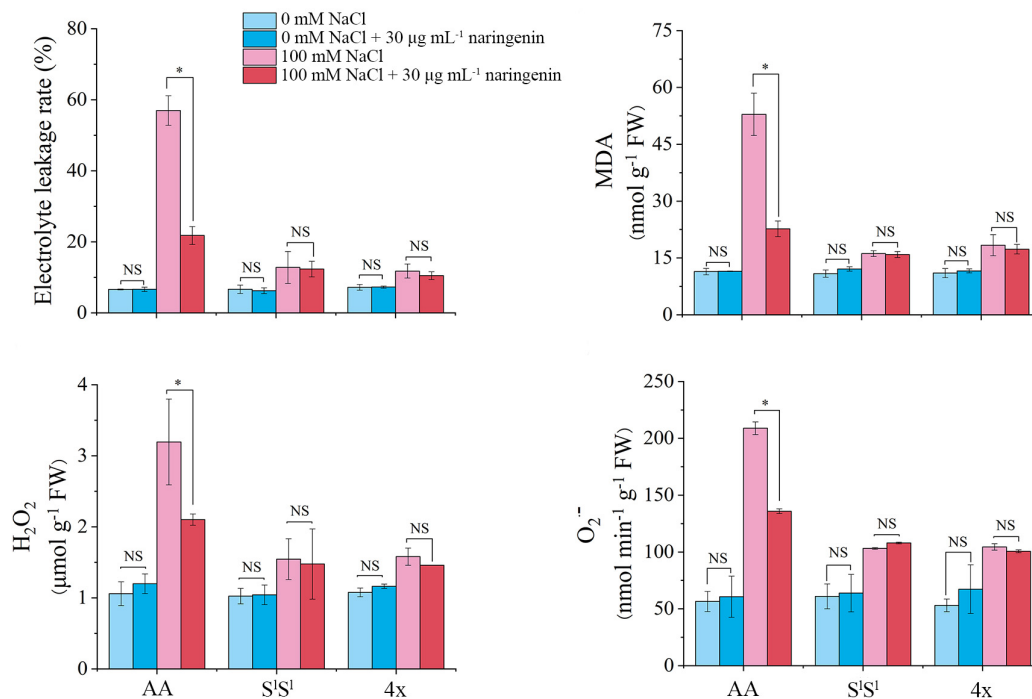 0 mM NaCl
0 mM NaCl + 30 µg mL⁻¹ naringenin
100 mM NaCl
100 mM NaCl + 30 µg mL⁻¹ naringenin
Electrolyte leakage rate (%)
80
60
40
20
0
*
NS
NS
NS
NS
NS
MDA
(nmol g⁻¹ FW)
75
60
45
30
15
0
*
NS
NS
NS
NS
NS
H₂O₂
(µmol g⁻¹ FW)
4
3
2
1
0
*
NS
NS
NS
NS
NS
AA
S¹S¹
4x
O₂·⁻
(nmol min⁻¹ g⁻¹ FW)
250
200
150
100
50
0
*
NS
NS
NS
NS
NS
AA
S¹S¹
4x